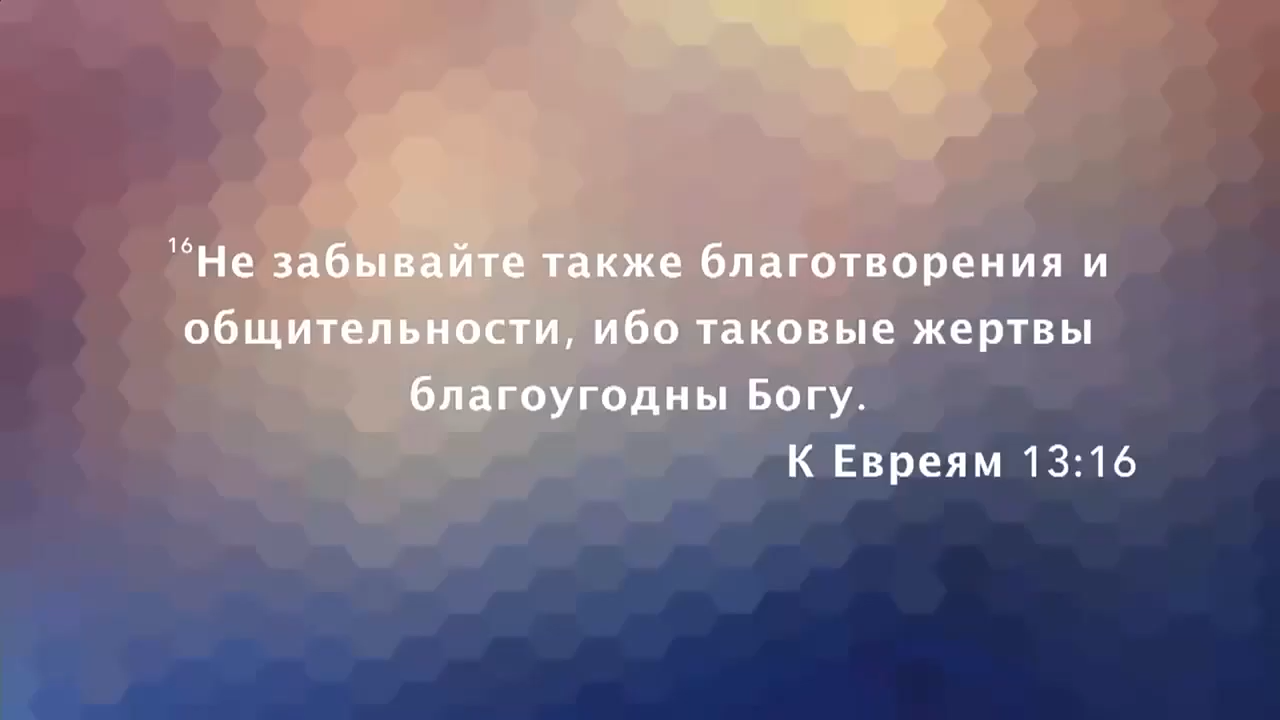 16Не забывайте также благотворения и
общительности, ибо таковые жертвы
благоугодны Богу.
К Евреям 13:16